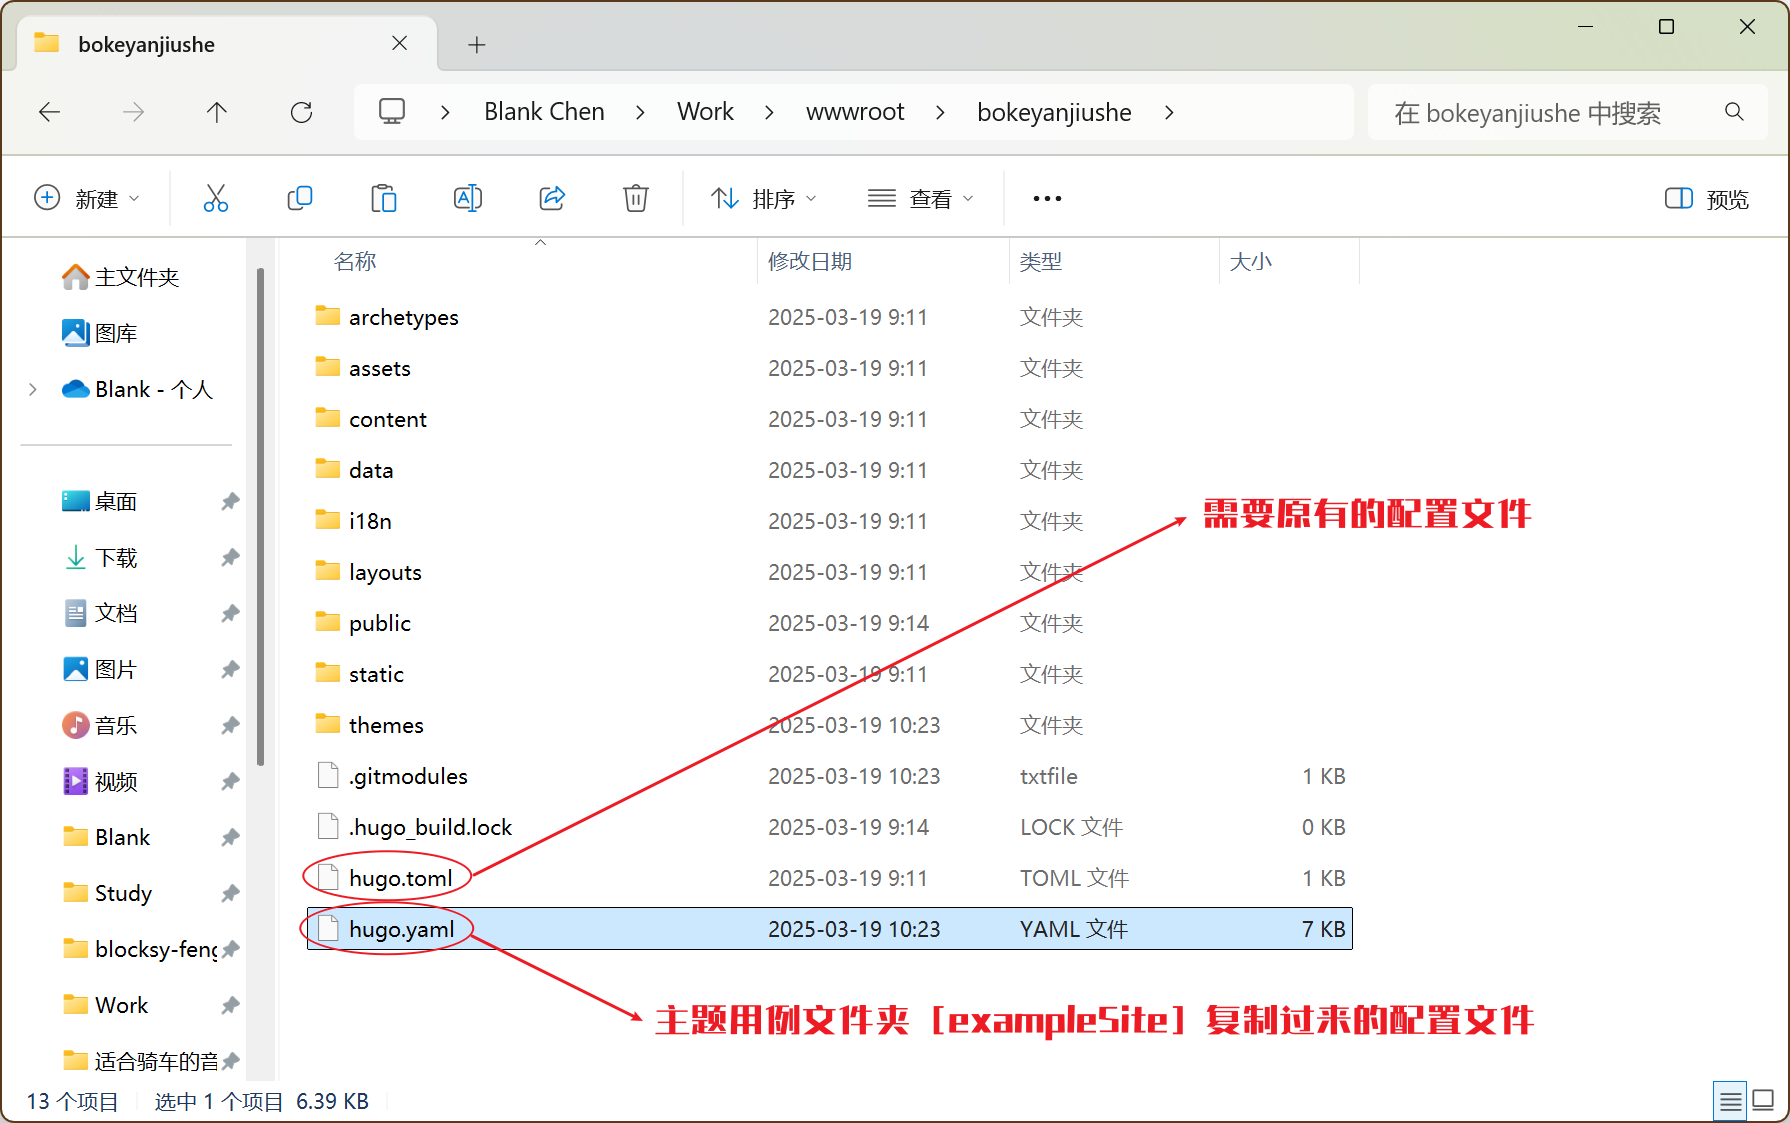 bokeyanjiushe
Blank Chen
Work
wwwroot
bokeyanjiushe
在 bokeyanjiushe 中搜索
新建
排序
查看
预览
主文件夹
图库
Blank - 个人
桌面
下载
文档
图片
音乐
视频
Blank
Study
blocksy-feng
Work
适合骑车的音
名称 修改日期 类型 大小
archetypes 2025-03-19 9:11 文件夹
assets 2025-03-19 9:11 文件夹
content 2025-03-19 9:11 文件夹
data 2025-03-19 9:11 文件夹
i18n 2025-03-19 9:11 文件夹
layouts 2025-03-19 9:11 文件夹
public 2025-03-19 9:14 文件夹
static 2025-03-19 9:11 文件夹
themes 2025-03-19 10:23 文件夹
.gitmodules 2025-03-19 10:23 txtfile 1 KB
.hugo_build.lock 2025-03-19 9:14 LOCK 文件 0 KB
hugo.toml 2025-03-19 9:11 TOML 文件 1 KB
hugo.yaml 2025-03-19 10:23 YAML 文件 7 KB
需要原有的配置文件
主题用例文件夹［exampleSite］复制过来的配置文件
13 个项目
选中 1 个项目 6.39 KB